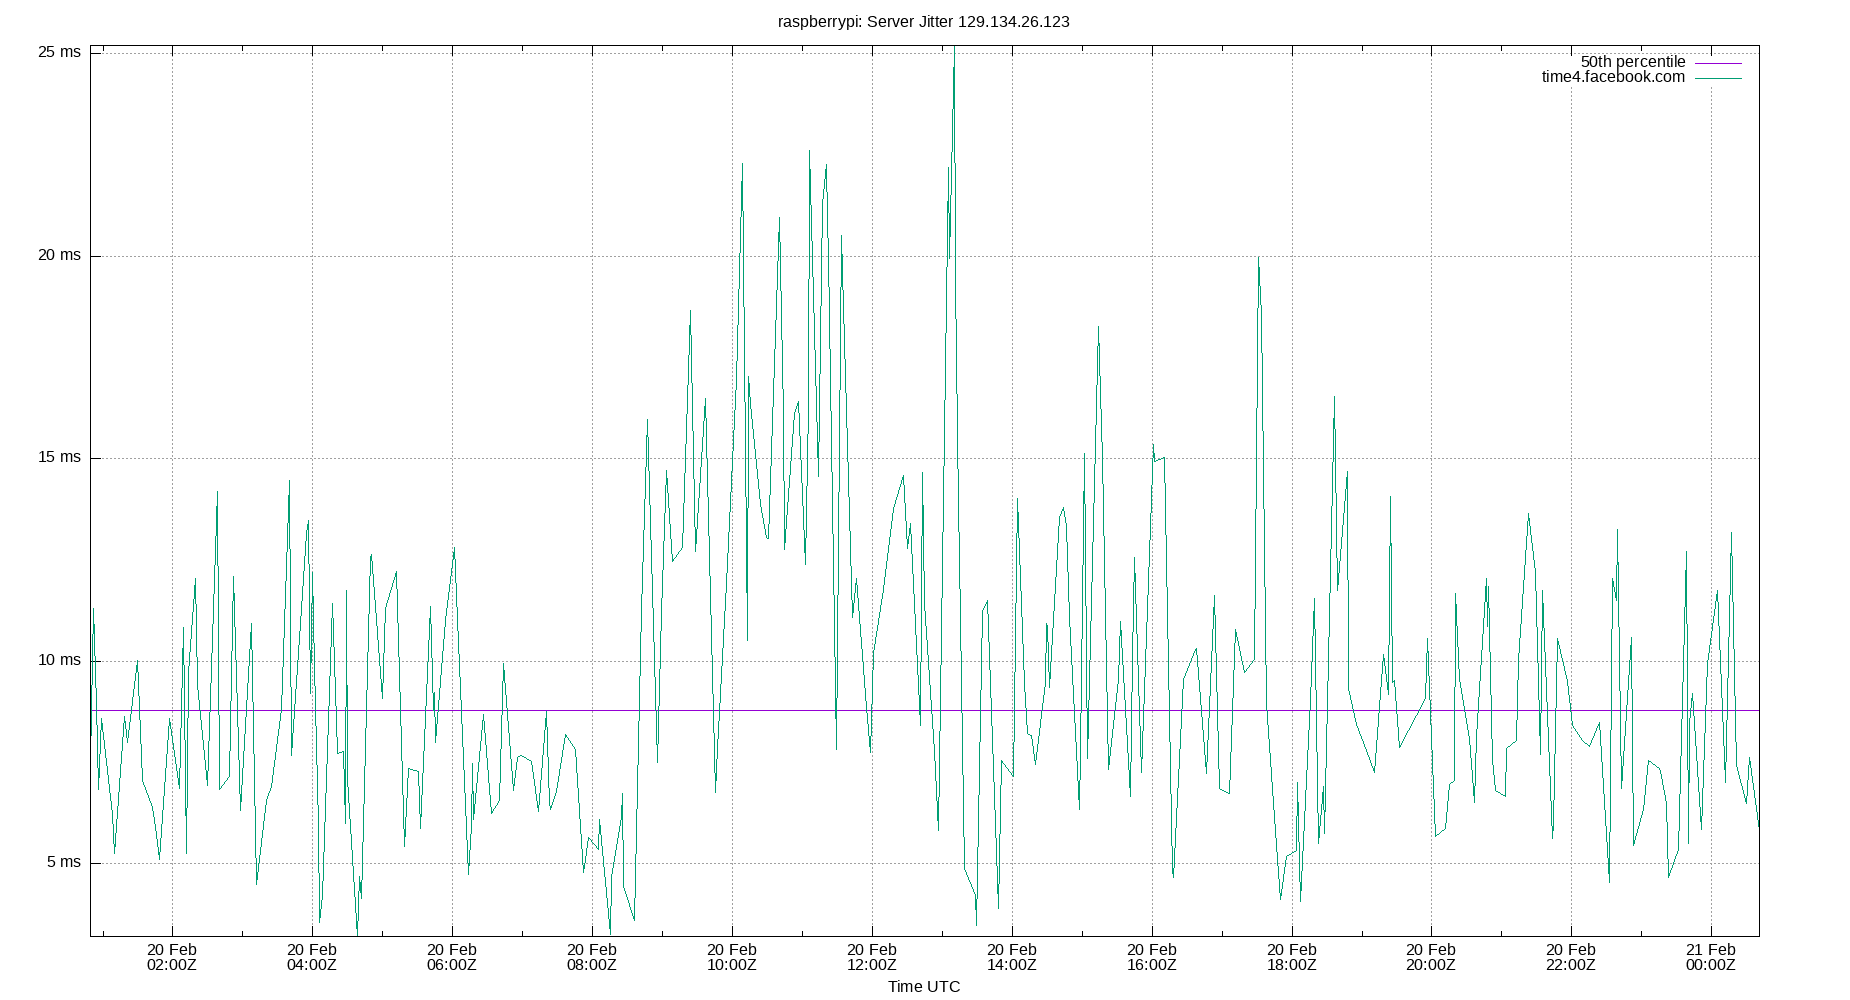 raspberrypi: Server Jitter 129.134.26.123
25 ms
20 ms
15 ms
10 ms
5 ms
50th percentile
time4.facebook.com
20 Feb 20 Feb 20 Feb 20 Feb 20 Feb 20 Feb 20 Feb 20 Feb 20 Feb 20 Feb 20 Feb 21 Feb
02:00Z 04:00Z 06:00Z 08:00Z 10:00Z 12:00Z 14:00Z 16:00Z 18:00Z 20:00Z 22:00Z 00:00Z
Time UTC